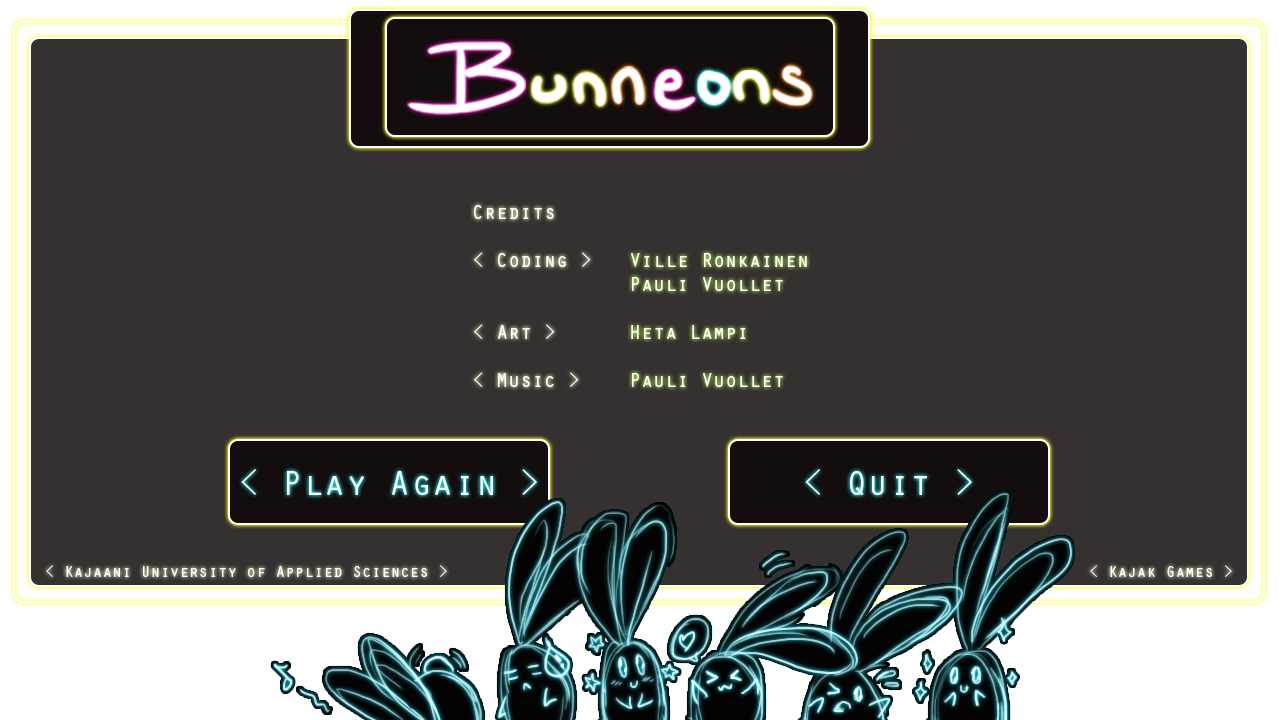 Bunneons
Credits
< Coding > Ville Ronkainen
Pauli Vuollet
< Art > Heta Lampi
< Music > Pauli Vuollet
< Play Again > < Quit >
< Kajaani University of Applied Sciences > < Kajak Games >